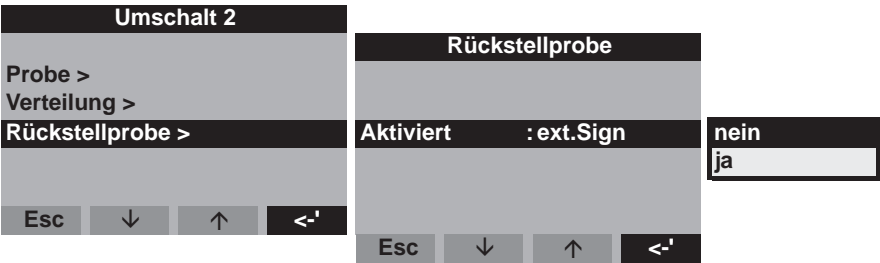 Umschalt 2
Probe >
Verteilung >
Rückstellprobe >
Esc ↓ ↑ <-'
Rückstellprobe
Aktiviert : ext.Sign
Esc ↓ ↑ <-'
nein
ja